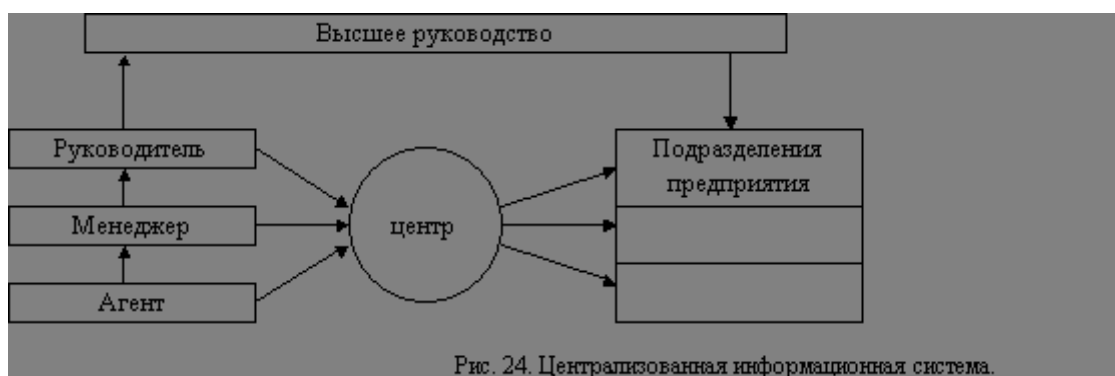 Высшее руководство
Руководитель
Подразделения
предприятия
Менеджер
центр
Агент
Рис. 24. Централизованная информационная система.